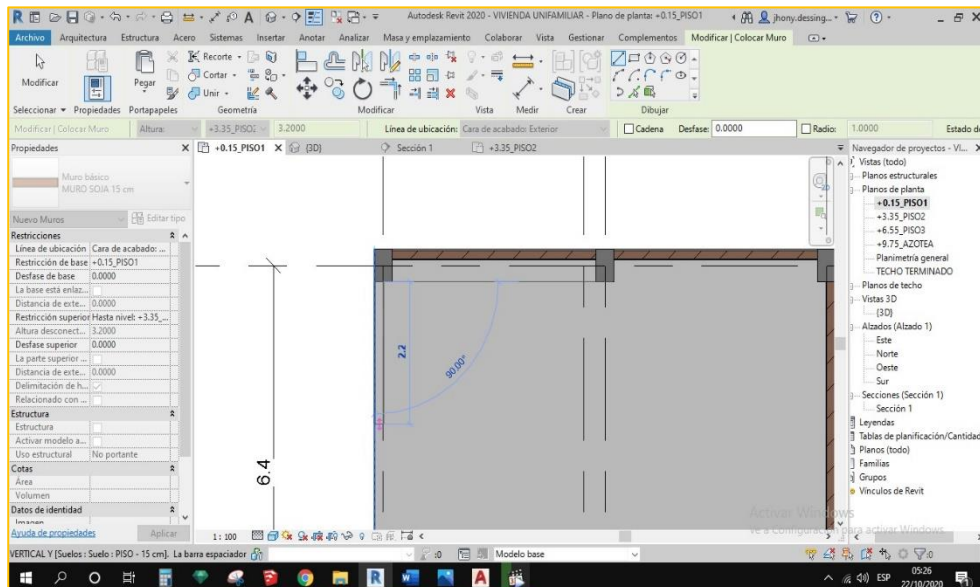 Autodesk Revit 2020 - VIVIENDA UNIFAMILIAR - Plano de planta: +0.15_PISO1
jhony.dessing...
Archivo Arquitectura Estructura Acero Sistemas Insertar Anotar Analizar Masa y emplazamiento Colaborar Vista Gestionar Complementos Modificar | Colocar Muro
Modificar
Pegar
Recorte
Cortar
Unir
Seleccionar Propiedades Portapapeles Geometría Modificar Vista Medir Crear Dibujar
Modificar | Colocar Muro Altura: +3.35_PISO2 3.2000 Línea de ubicación: Cara de acabado: Exterior Cadena Desfase: 0.0000 Radio: 1.0000 Estado de
Propiedades
+0.15_PISO1 {3D} Sección 1 +3.35_PISO2
Navegador de proyectos - VI...
Muro básico
MURO SOJA 15 cm
Nuevo Muros Editar tipo
Restricciones
Línea de ubicación Cara de acabado: ...
Restricción de base +0.15_PISO1
Desfase de base 0.0000
La base está enlaz...
Distancia de exte... 0.0000
Restricción superior Hasta nivel: +3.35_...
Altura desconect... 3.2000
Desfase superior 0.0000
La parte superior ...
Distancia de exte... 0.0000
Delimitación de h...
Relacionado con ...
Estructura
Estructura
Activar modelo a...
Uso estructural No portante
Cotas
Área
Volumen
Datos de identidad
Imagen
Ayuda de propiedades Aplicar
2.2
90.00°
6.4
Vistas (todo)
Planos estructurales
Planos de planta
+0.15_PISO1
+3.35_PISO2
+6.55_PISO3
+9.75_AZOTEA
Planimetría general
TECHO TERMINADO
Planos de techo
Vistas 3D
{3D}
Alzados (Alzado 1)
Este
Norte
Oeste
Sur
Secciones (Sección 1)
Sección 1
Leyendas
Tablas de planificación/Cantidad
Planos (todo)
Familias
Grupos
Vínculos de Revit
Activar Windows
Ve a Configuración para activar Windows.
1 : 100
VERTICAL Y [Suelos : Suelo : PISO - 15 cm]. La barra espaciador :0 Modelo base :0
ESP
05:26
22/10/2020